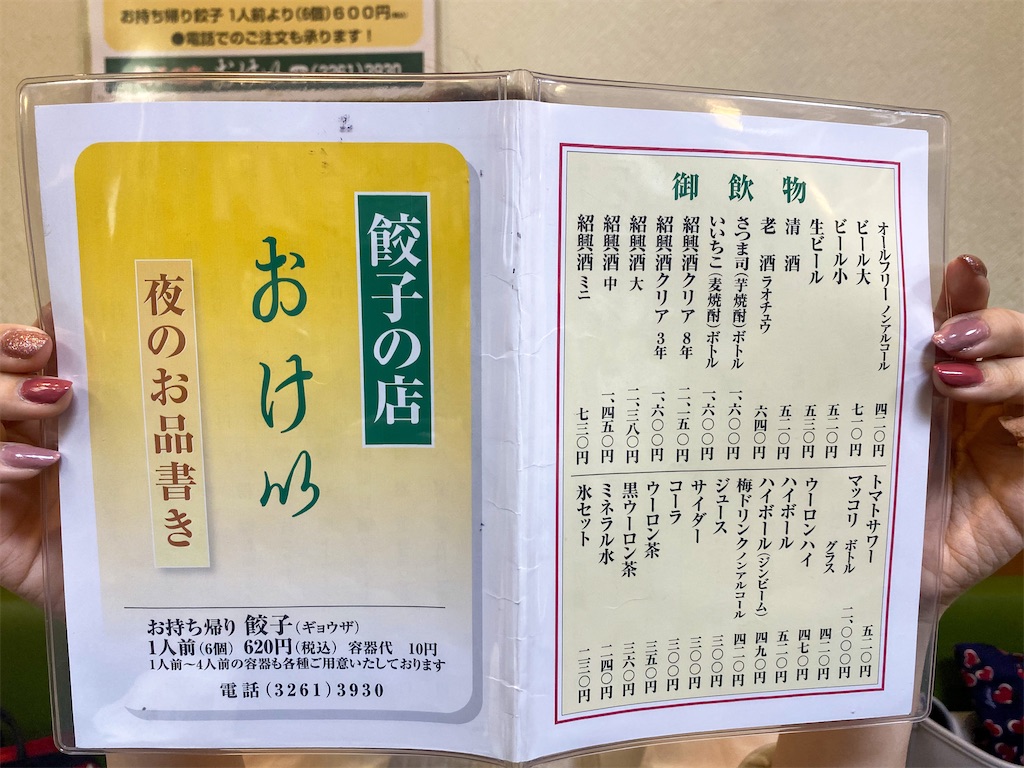 お持ち帰り餃子 1人前より(6個)600円(税込)
●電話でのご注文も承ります！
おけ以 ☎(3261)3930
餃子の店
おけ以
夜のお品書き
お持ち帰り 餃子(ギョウザ)
1人前(6個) 620円(税込) 容器代 10円
1人前〜4人前の容器も各種ご用意いたしております
電話(3261)3930
御飲物
オールフリー ノンアルコール 四二〇円
ビール大 七一〇円
ビール小 五二〇円
生ビール 五三〇円
清酒 五二〇円
老酒 ラオチュウ 六四〇円
さつま司(芋焼酎)ボトル 一、六〇〇円
いいちこ(麦焼酎)ボトル 一、六〇〇円
紹興酒クリア 8年 二、一五〇円
紹興酒クリア 3年 一、六〇〇円
紹興酒 大 二、三八〇円
紹興酒 中 一、四五〇円
紹興酒 ミニ 七三〇円
トマトサワー 五二〇円
マッコリ ボトル 二、〇〇〇円
グラス 四二〇円
ウーロンハイ 四七〇円
ハイボール 五二〇円
ハイボール(ジンビーム) 四九〇円
梅ドリンク ノンアルコール 四二〇円
ジュース 三〇〇円
サイダー 三〇〇円
コーラ 三〇〇円
ウーロン茶 三五〇円
黒ウーロン茶 三六〇円
ミネラル水 二四〇円
氷セット 一三〇円